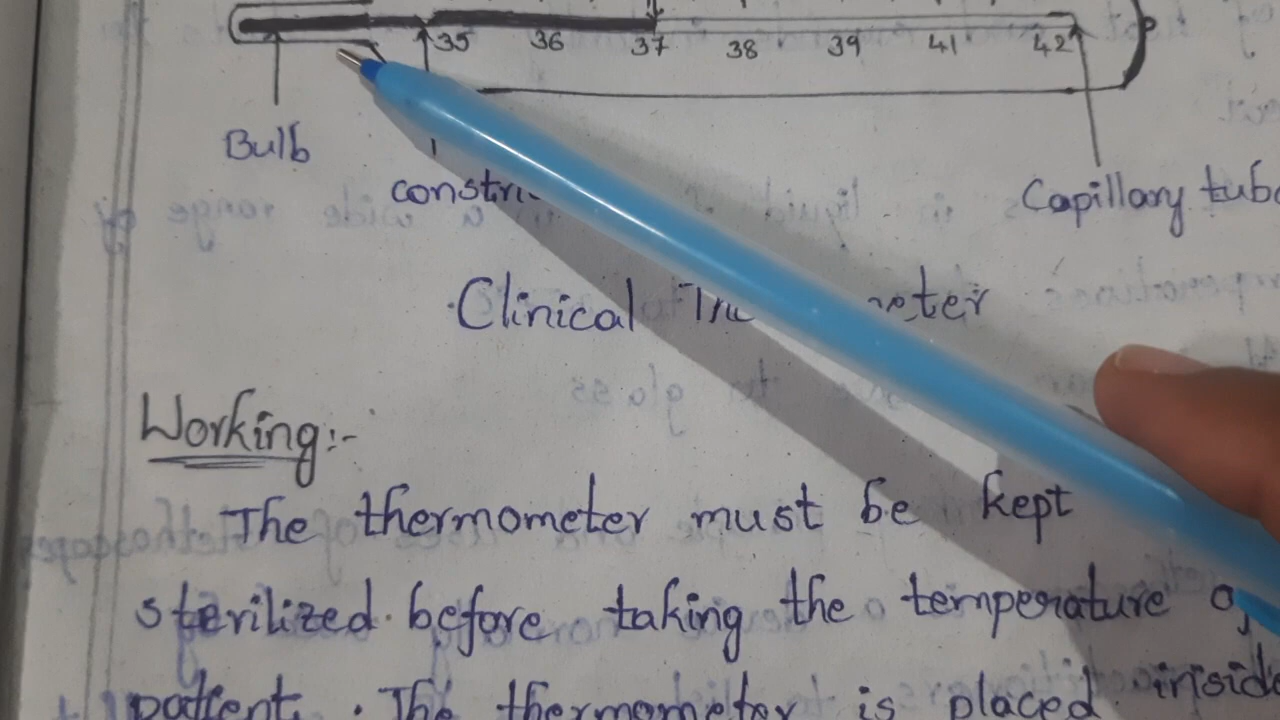 35 36 37 38 39 41 42
Bulb
Capillary
Clinical
Working:-
The thermometer must be kept
sterilized before taking the temperature
patient. The thermometer is placed inside